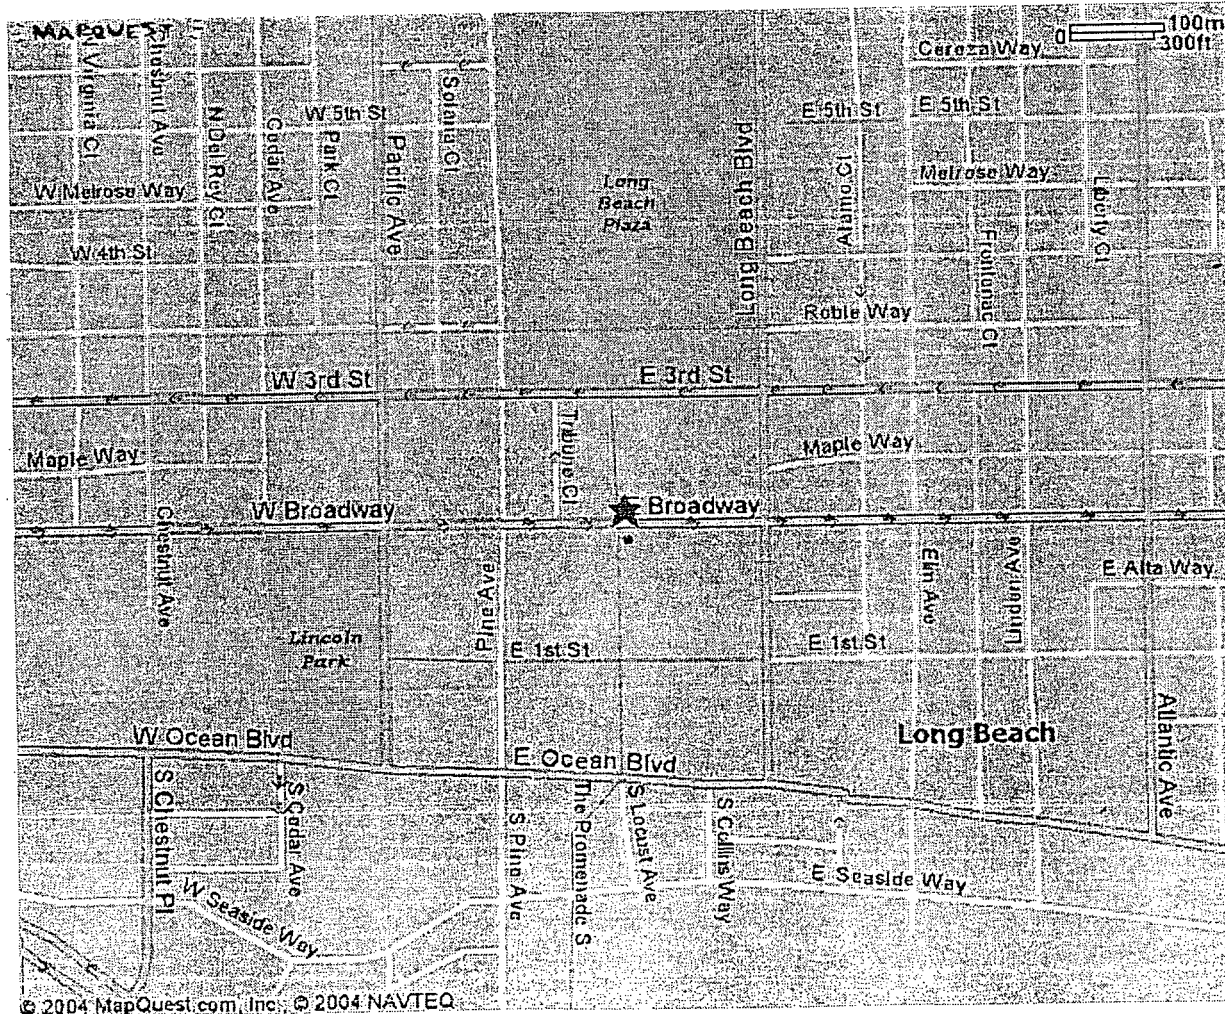 MAPQUEST
100m
0
300ft
Cereza Way
N Virginia Ct
Chestnut Ave
N Del Rey Ct
Cedar Ave
W 5th St
Park Ct
Pacific Ave
Solana Ct
Long
Beach
Plaza
Long Beach Blvd
E 5th St
E 5th St
Alamo Ct
Melrose Way
Liberty Ct
Frontenac Ct
W Melrose Way
W 4th St
Roble Way
W 3rd St
E 3rd St
Tribune Ct
Maple Way
Maple Way
W Broadway
E Broadway
Chestnut Ave
Pine Ave
Elm Ave
Linden Ave
E Alta Way
Lincoln
Park
E 1st St
E 1st St
W Ocean Blvd
E Ocean Blvd
Long Beach
Atlantic Ave
S Chestnut Pl
S Cedar Ave
S Pine Ave
The Promenade S
S Locust Ave
S Collins Way
E Seaside Way
W Seaside Way
© 2004 MapQuest.com, Inc.; © 2004 NAVTEQ